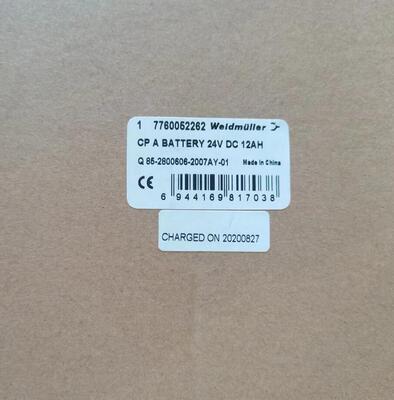 1 7760052262 Weidmüller
CP A BATTERY 24V DC 12AH
Q 85-2800606-2007AY-01 Made in China
CE
6 944169 817038
CHARGED ON 20200827